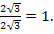 2√3/2√3 = 1.